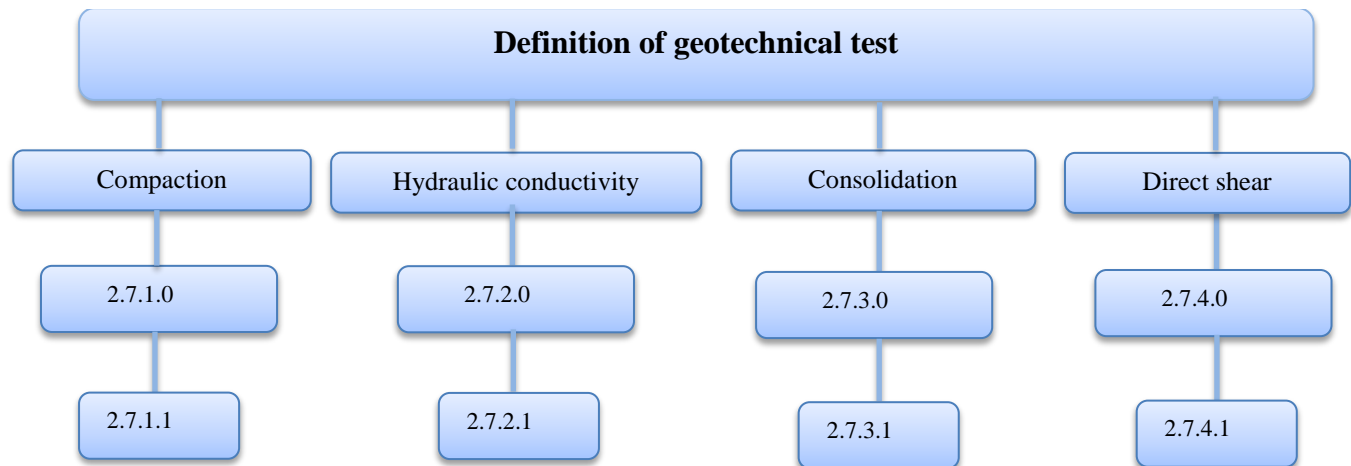 Definition of geotechnical test
Compaction
Hydraulic conductivity
Consolidation
Direct shear
2.7.1.0
2.7.2.0
2.7.3.0
2.7.4.0
2.7.1.1
2.7.2.1
2.7.3.1
2.7.4.1